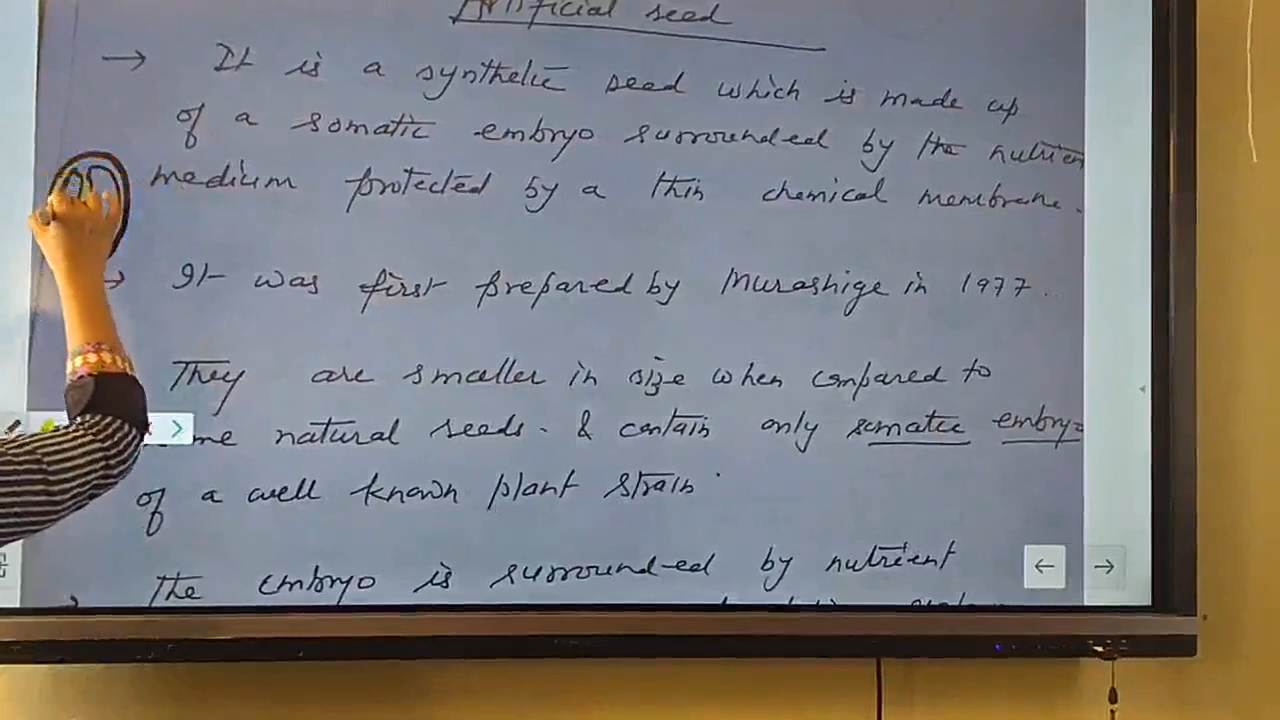 Artificial seed
→ It is a synthetic seed which is made up
of a somatic embryo surrounded by the nutrien
medium protected by a thin chemical membrane.
→ It was first prepared by Murashige in 1977.
They are smaller in size when compared to
natural seeds. & contain only somatic embryo
of a well known plant strain.
The embryo is surrounded by nutrient